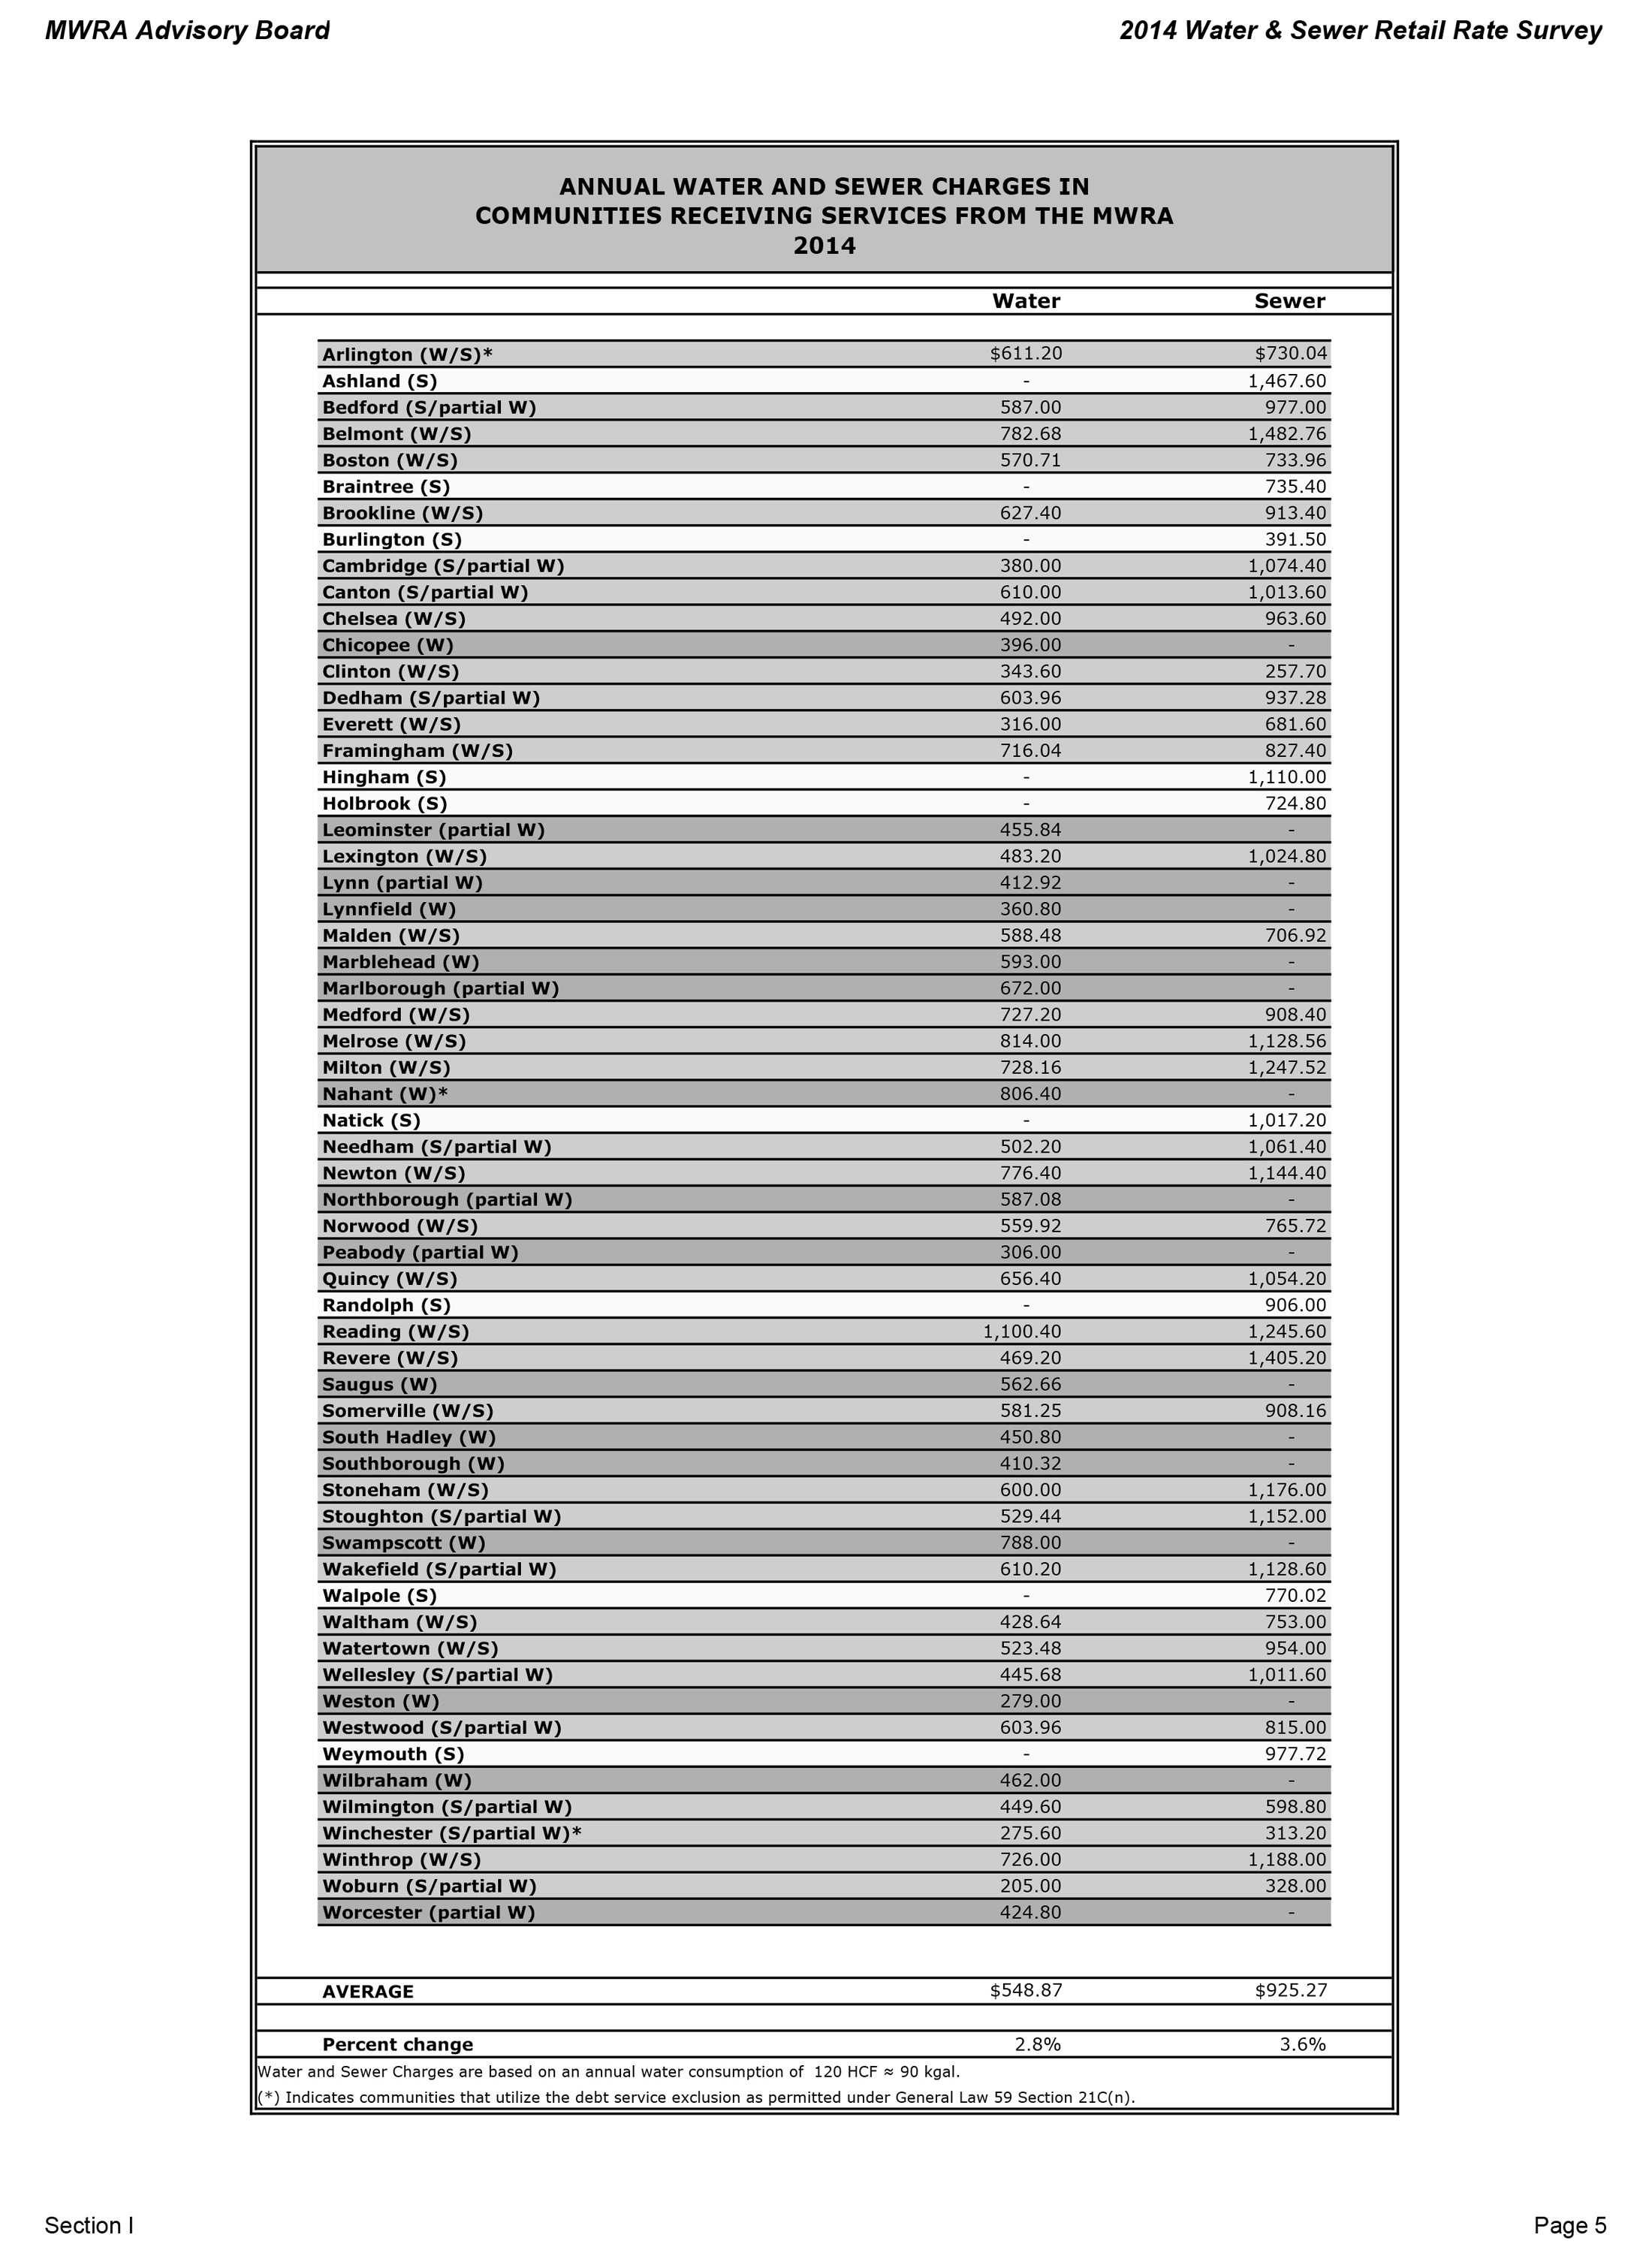 MWRA Advisory Board 2014 Water & Sewer Retail Rate Survey
ANNUAL WATER AND SEWER CHARGES IN
COMMUNITIES RECEIVING SERVICES FROM THE MWRA
2014
Water Sewer
Arlington (W/S)* $611.20 $730.04
Ashland (S) - 1,467.60
Bedford (S/partial W) 587.00 977.00
Belmont (W/S) 782.68 1,482.76
Boston (W/S) 570.71 733.96
Braintree (S) - 735.40
Brookline (W/S) 627.40 913.40
Burlington (S) - 391.50
Cambridge (S/partial W) 380.00 1,074.40
Canton (S/partial W) 610.00 1,013.60
Chelsea (W/S) 492.00 963.60
Chicopee (W) 396.00 -
Clinton (W/S) 343.60 257.70
Dedham (S/partial W) 603.96 937.28
Everett (W/S) 316.00 681.60
Framingham (W/S) 716.04 827.40
Hingham (S) - 1,110.00
Holbrook (S) - 724.80
Leominster (partial W) 455.84 -
Lexington (W/S) 483.20 1,024.80
Lynn (partial W) 412.92 -
Lynnfield (W) 360.80 -
Malden (W/S) 588.48 706.92
Marblehead (W) 593.00 -
Marlborough (partial W) 672.00 -
Medford (W/S) 727.20 908.40
Melrose (W/S) 814.00 1,128.56
Milton (W/S) 728.16 1,247.52
Nahant (W)* 806.40 -
Natick (S) - 1,017.20
Needham (S/partial W) 502.20 1,061.40
Newton (W/S) 776.40 1,144.40
Northborough (partial W) 587.08 -
Norwood (W/S) 559.92 765.72
Peabody (partial W) 306.00 -
Quincy (W/S) 656.40 1,054.20
Randolph (S) - 906.00
Reading (W/S) 1,100.40 1,245.60
Revere (W/S) 469.20 1,405.20
Saugus (W) 562.66 -
Somerville (W/S) 581.25 908.16
South Hadley (W) 450.80 -
Southborough (W) 410.32 -
Stoneham (W/S) 600.00 1,176.00
Stoughton (S/partial W) 529.44 1,152.00
Swampscott (W) 788.00 -
Wakefield (S/partial W) 610.20 1,128.60
Walpole (S) - 770.02
Waltham (W/S) 428.64 753.00
Watertown (W/S) 523.48 954.00
Wellesley (S/partial W) 445.68 1,011.60
Weston (W) 279.00 -
Westwood (S/partial W) 603.96 815.00
Weymouth (S) - 977.72
Wilbraham (W) 462.00 -
Wilmington (S/partial W) 449.60 598.80
Winchester (S/partial W)* 275.60 313.20
Winthrop (W/S) 726.00 1,188.00
Woburn (S/partial W) 205.00 328.00
Worcester (partial W) 424.80 -
AVERAGE $548.87 $925.27
Percent change 2.8% 3.6%
Water and Sewer Charges are based on an annual water consumption of 120 HCF ≈ 90 kgal.
(*) Indicates communities that utilize the debt service exclusion as permitted under General Law 59 Section 21C(n).
Section I Page 5